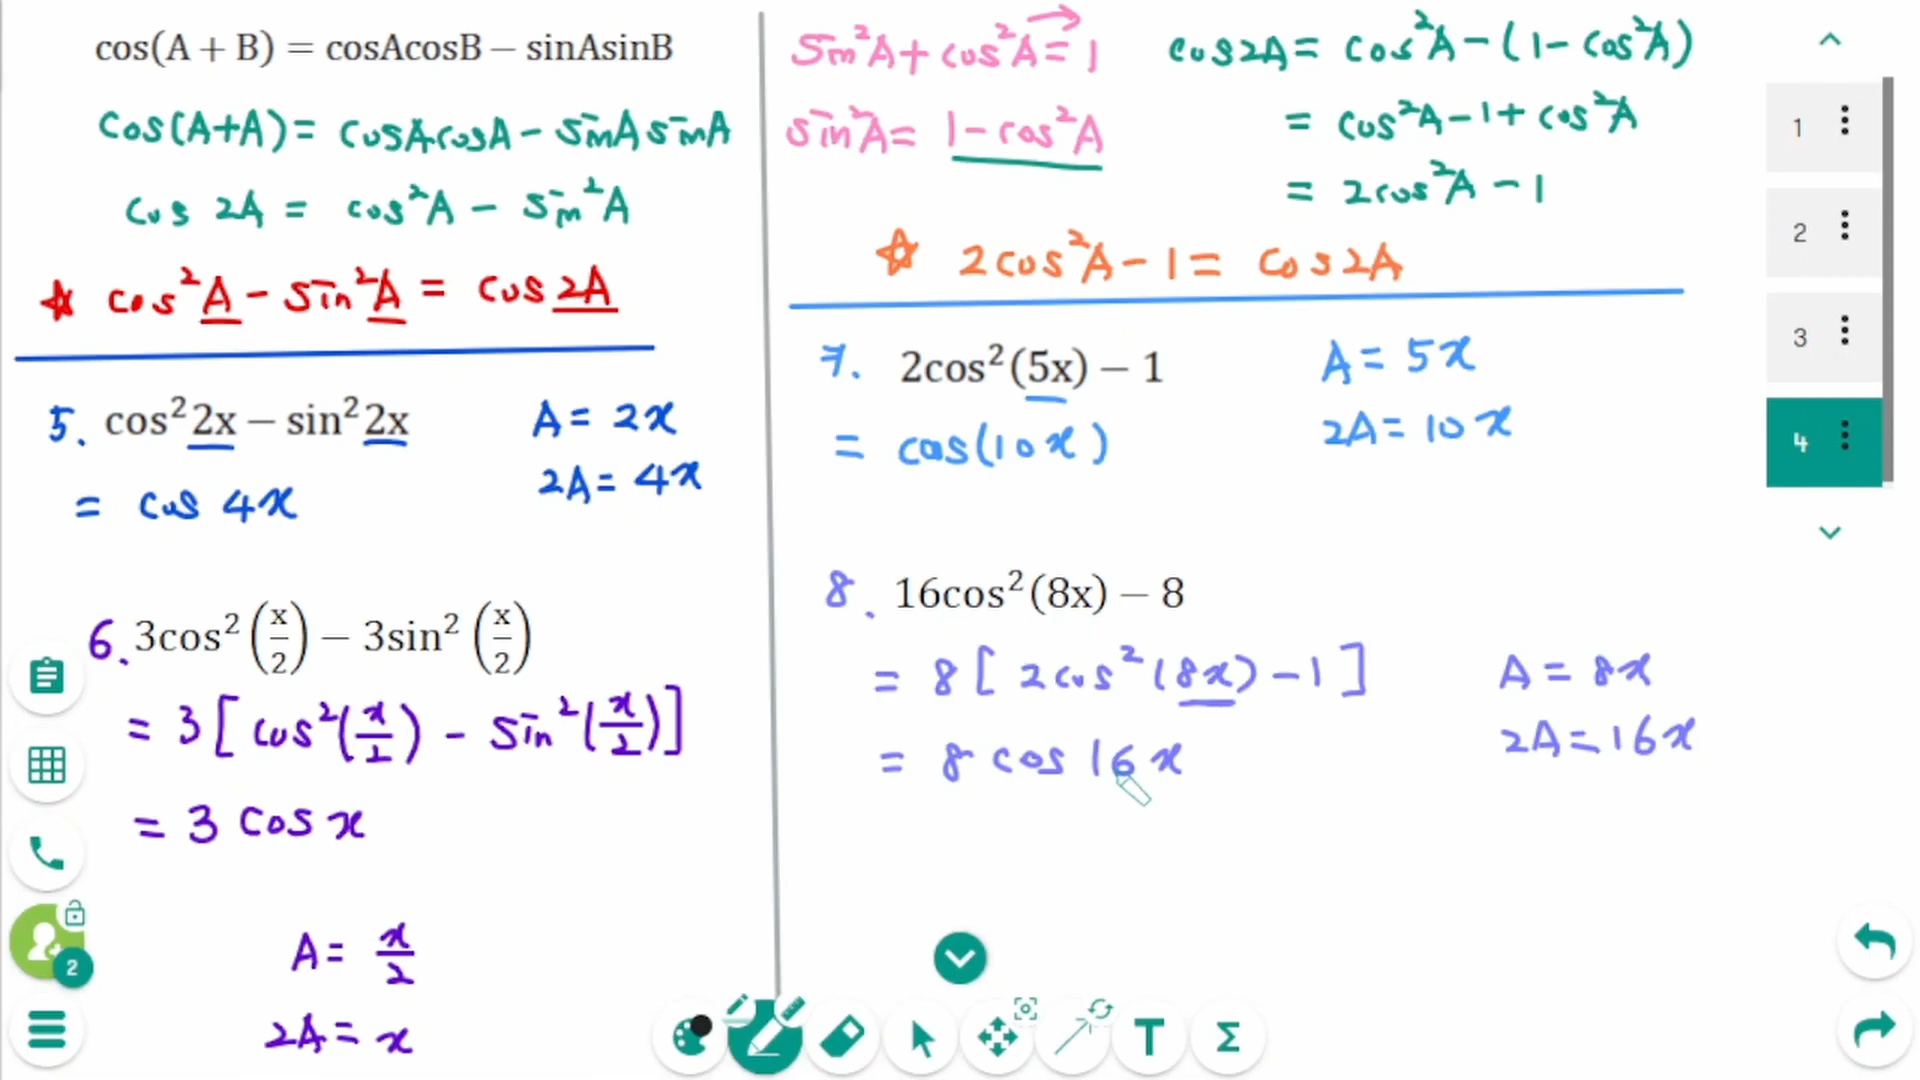 cos(A + B) = cosAcosB − sinAsinB
cos(A+A) = cosAcosA − sinA sinA
cos 2A = cos²A − sin²A
☆ cos²A − sin²A = cos 2A
5. cos²2x − sin²2x
A = 2x
2A = 4x
= cos 4x
6. 3cos²(x/2) − 3sin²(x/2)
= 3[cos²(x/2) − sin²(x/2)]
= 3 cos x
A = x/2
2A = x
sin²A + cos²A = 1
sin²A = 1 − cos²A
cos2A = cos²A − (1 − cos²A)
= cos²A − 1 + cos²A
= 2cos²A − 1
☆ 2cos²A − 1 = cos2A
7. 2cos²(5x) − 1
A = 5x
2A = 10x
= cos(10x)
8. 16cos²(8x) − 8
= 8[2cos²(8x) − 1]
A = 8x
2A = 16x
= 8 cos 16x
1
2
3
4
2
T
Σ